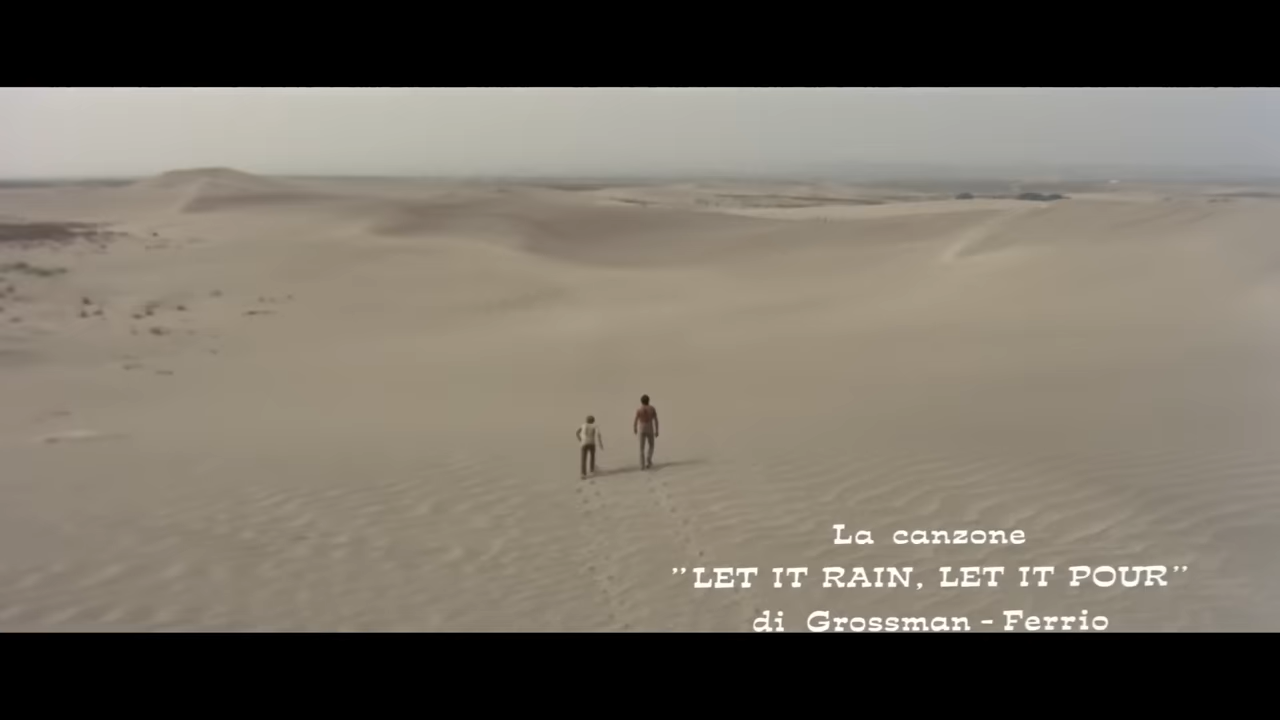 La canzone
”LET IT RAIN, LET IT POUR”
di Grossman - Ferrio